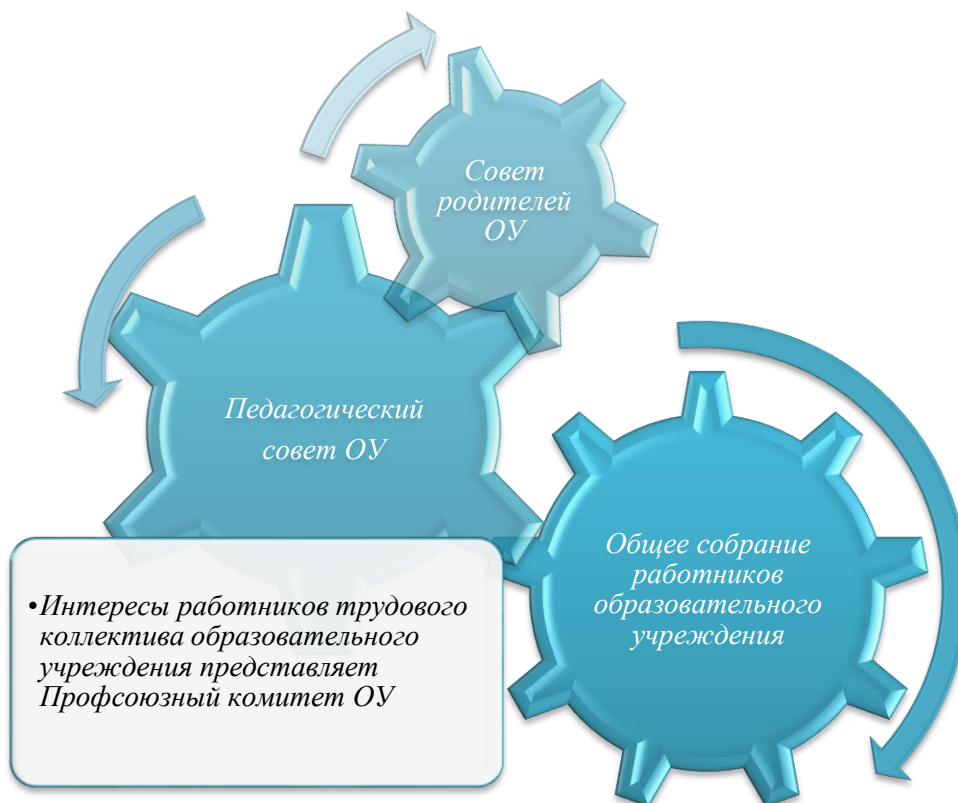 Совет
родителей
ОУ
Педагогический
совет ОУ
Общее собрание
работников
образовательного
учреждения
•Интересы работников трудового
коллектива образовательного
учреждения представляет
Профсоюзный комитет ОУ